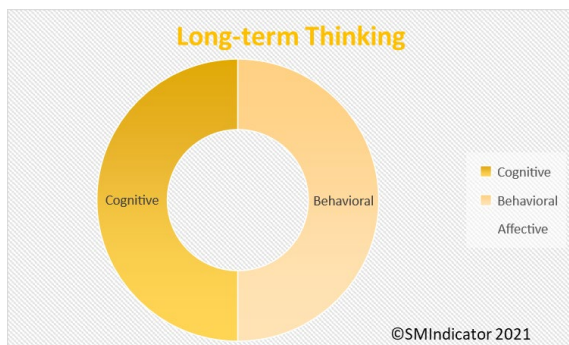 Long-term Thinking
Cognitive
Behavioral
Cognitive
Behavioral
Affective
©SMIndicator 2021